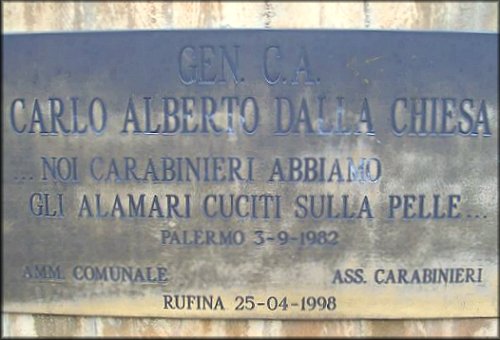 GEN. C.A.
CARLO ALBERTO DALLA CHIESA
...NOI CARABINIERI ABBIAMO
GLI ALAMARI CUCITI SULLA PELLE...
PALERMO 3-9-1982
AMM. COMUNALE ASS. CARABINIERI
RUFINA 25-04-1998